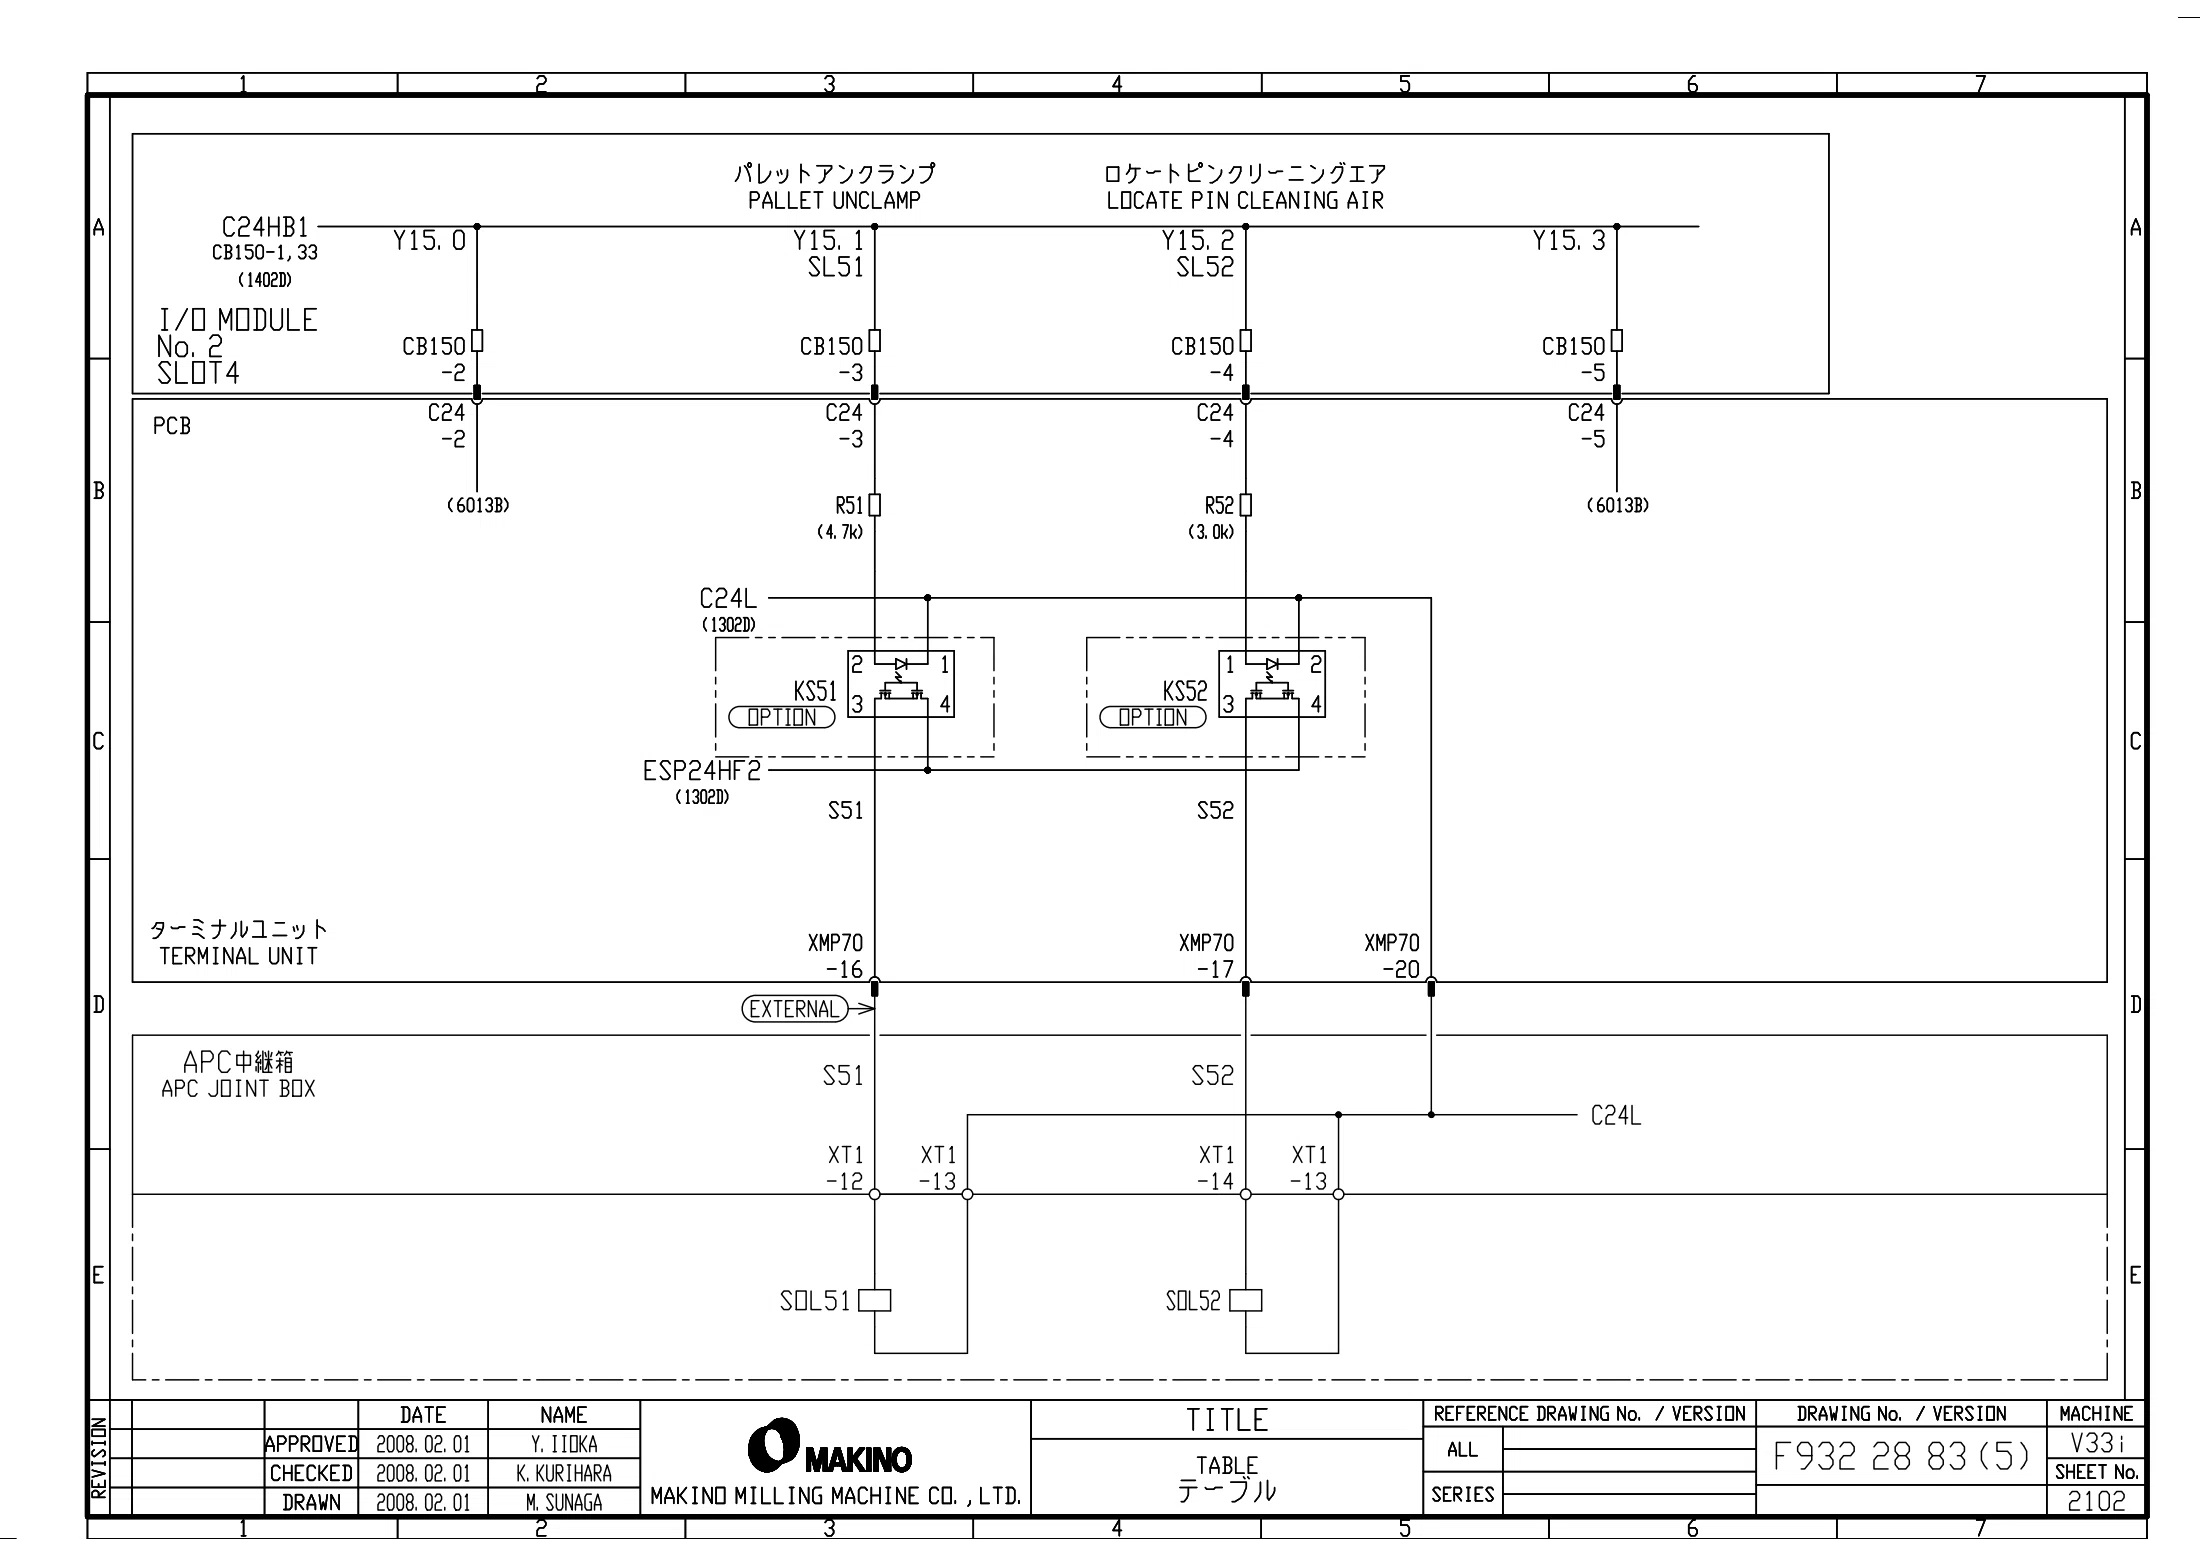 1 2 3 4 5 6 7
A A
B B
C C
D D
E E
パレットアンクランプ
PALLET UNCLAMP
ロケートピンクリーニングエア
LOCATE PIN CLEANING AIR
C24HB1
CB150-1,33
(1402D)
Y15.0
Y15.1
SL51
Y15.2
SL52
Y15.3
I/O MODULE
No.2
SLOT4
CB150
-2
CB150
-3
CB150
-4
CB150
-5
PCB
C24
-2
C24
-3
C24
-4
C24
-5
(6013B)
R51
(4.7k)
R52
(3.0k)
(6013B)
C24L
(1302D)
KS51
OPTION
2 1
3 4
KS52
OPTION
1 2
3 4
ESP24HF2
(1302D)
S51
S52
ターミナルユニット
TERMINAL UNIT
XMP70
-16
XMP70
-17
XMP70
-20
EXTERNAL
APC中継箱
APC JOINT BOX
S51
S52
C24L
XT1
-12
XT1
-13
XT1
-14
XT1
-13
SOL51
SOL52
REVISION
DATE NAME
APPROVED 2008.02.01 Y.IIOKA
CHECKED 2008.02.01 K.KURIHARA
DRAWN 2008.02.01 M.SUNAGA
MAKINO
MAKINO MILLING MACHINE CO.,LTD.
TITLE
TABLE
テーブル
REFERENCE DRAWING No. / VERSION
ALL
SERIES
DRAWING No. / VERSION
F932 28 83(5)
MACHINE
V33i
SHEET No.
2102
1 2 3 4 5 6 7